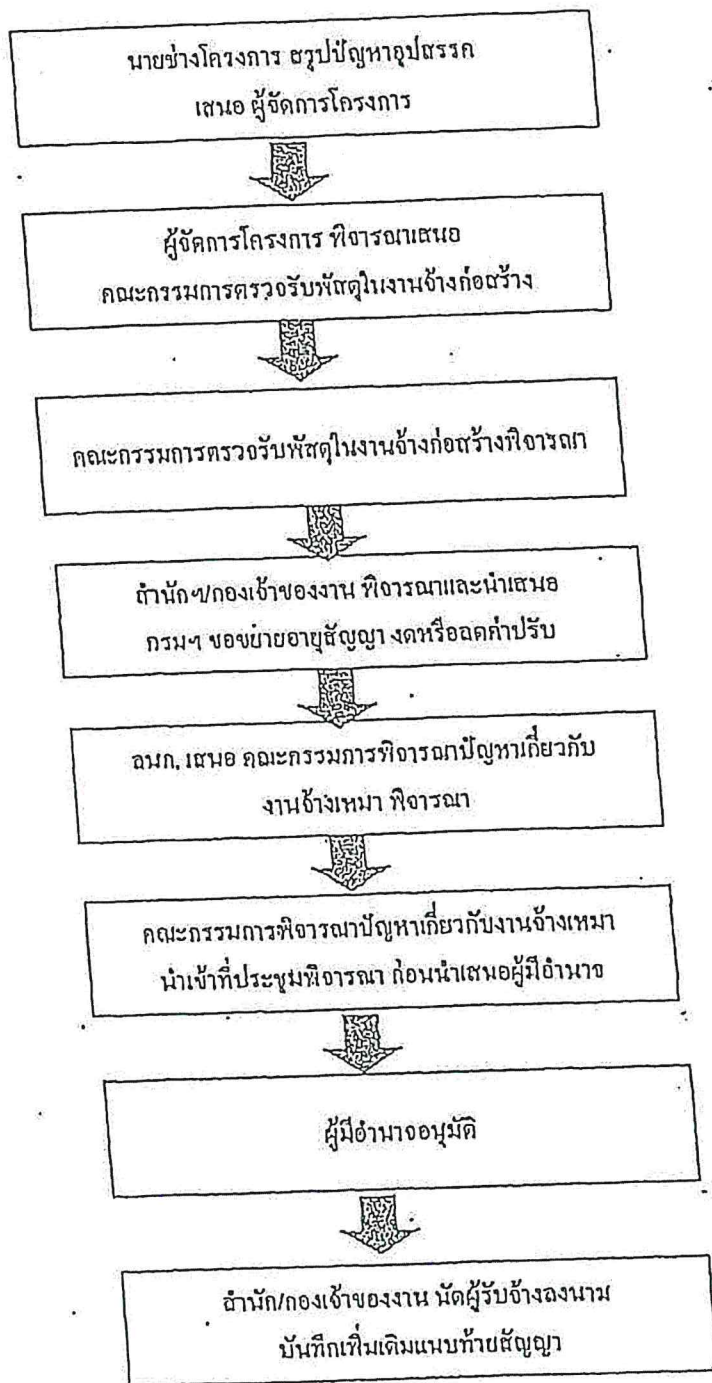 นายช่างโครงการ สรุปปัญหาอุปสรรค
เสนอ ผู้จัดการโครงการ
ผู้จัดการโครงการ พิจารณาเสนอ
คณะกรรมการตรวจรับพัสดุในงานจ้างก่อสร้าง
คณะกรรมการตรวจรับพัสดุในงานจ้างก่อสร้างพิจารณา
สำนักฯ/กองเจ้าของงาน พิจารณาและนำเสนอ
กรมฯ ขอขยายอายุสัญญา งดหรือลดค่าปรับ
ลนก. เสนอ คณะกรรมการพิจารณาปัญหาเกี่ยวกับ
งานจ้างเหมา พิจารณา
คณะกรรมการพิจารณาปัญหาเกี่ยวกับงานจ้างเหมา
นำเข้าที่ประชุมพิจารณา ก่อนนำเสนอผู้มีอำนาจ
ผู้มีอำนาจอนุมัติ
สำนัก/กองเจ้าของงาน นัดผู้รับจ้างลงนาม
บันทึกเพิ่มเติมแนบท้ายสัญญา